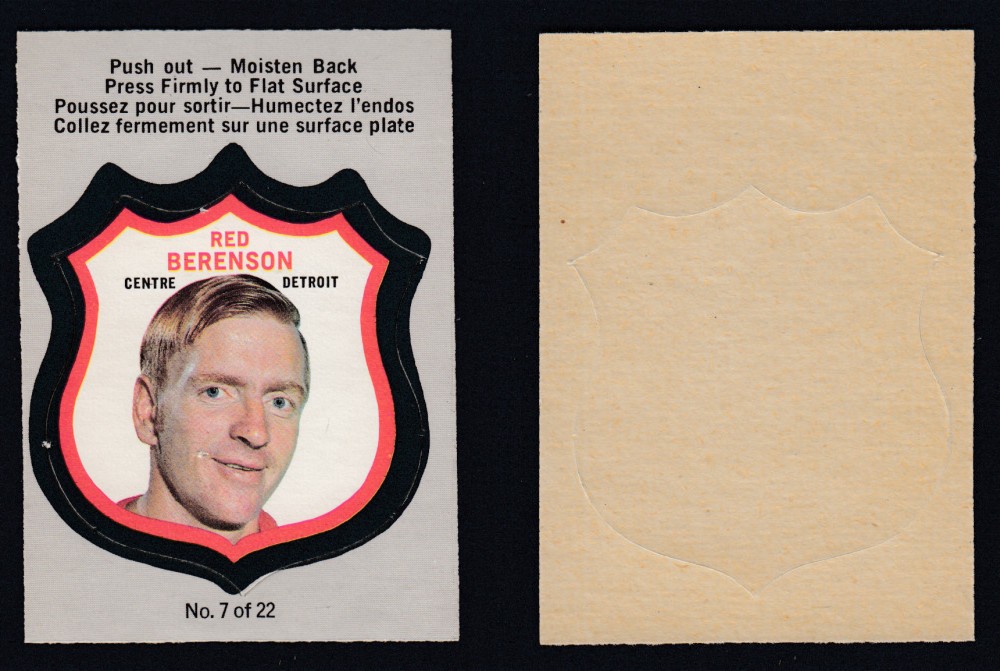 Push out — Moisten Back
Press Firmly to Flat Surface
Poussez pour sortir—Humectez l'endos
Collez fermement sur une surface plate
RED
BERENSON
CENTRE DETROIT
No. 7 of 22